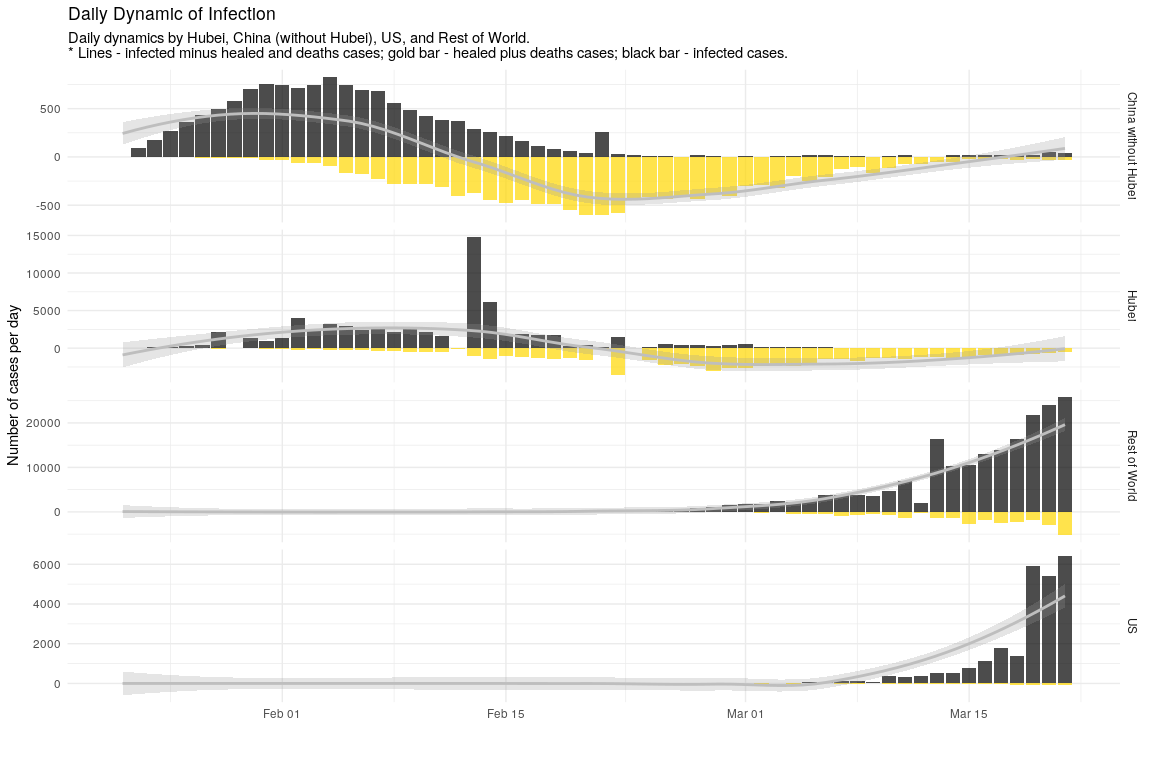 Daily Dynamic of Infection
Daily dynamics by Hubei, China (without Hubei), US, and Rest of World.
* Lines - infected minus healed and deaths cases; gold bar - healed plus deaths cases; black bar - infected cases.
Number of cases per day
500
0
-500
China wthout Hubei
15000
10000
5000
0
Hubei
20000
10000
0
Rest of World
6000
4000
2000
0
US
Feb 01
Feb 15
Mar 01
Mar 15